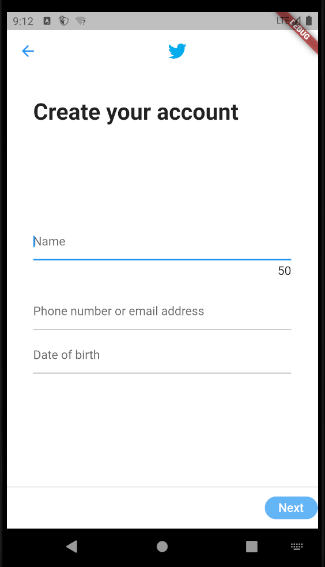 9:12
LTE
DEBUG
Create your account
Name
50
Phone number or email address
Date of birth
Next